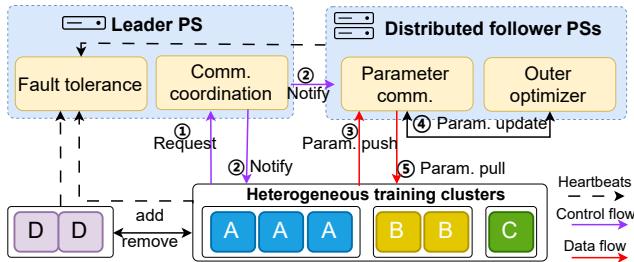 Leader PS
Distributed follower PSs
Fault tolerance
Comm.
coordination
②
Notify
Parameter
comm.
Outer
optimizer
①
Request
② Notify
③
Param. push
④ Param. update
⑤ Param. pull
Heterogeneous training clusters
D D
add
remove
A A A
B B
C
Heartbeats
Control flow
Data flow